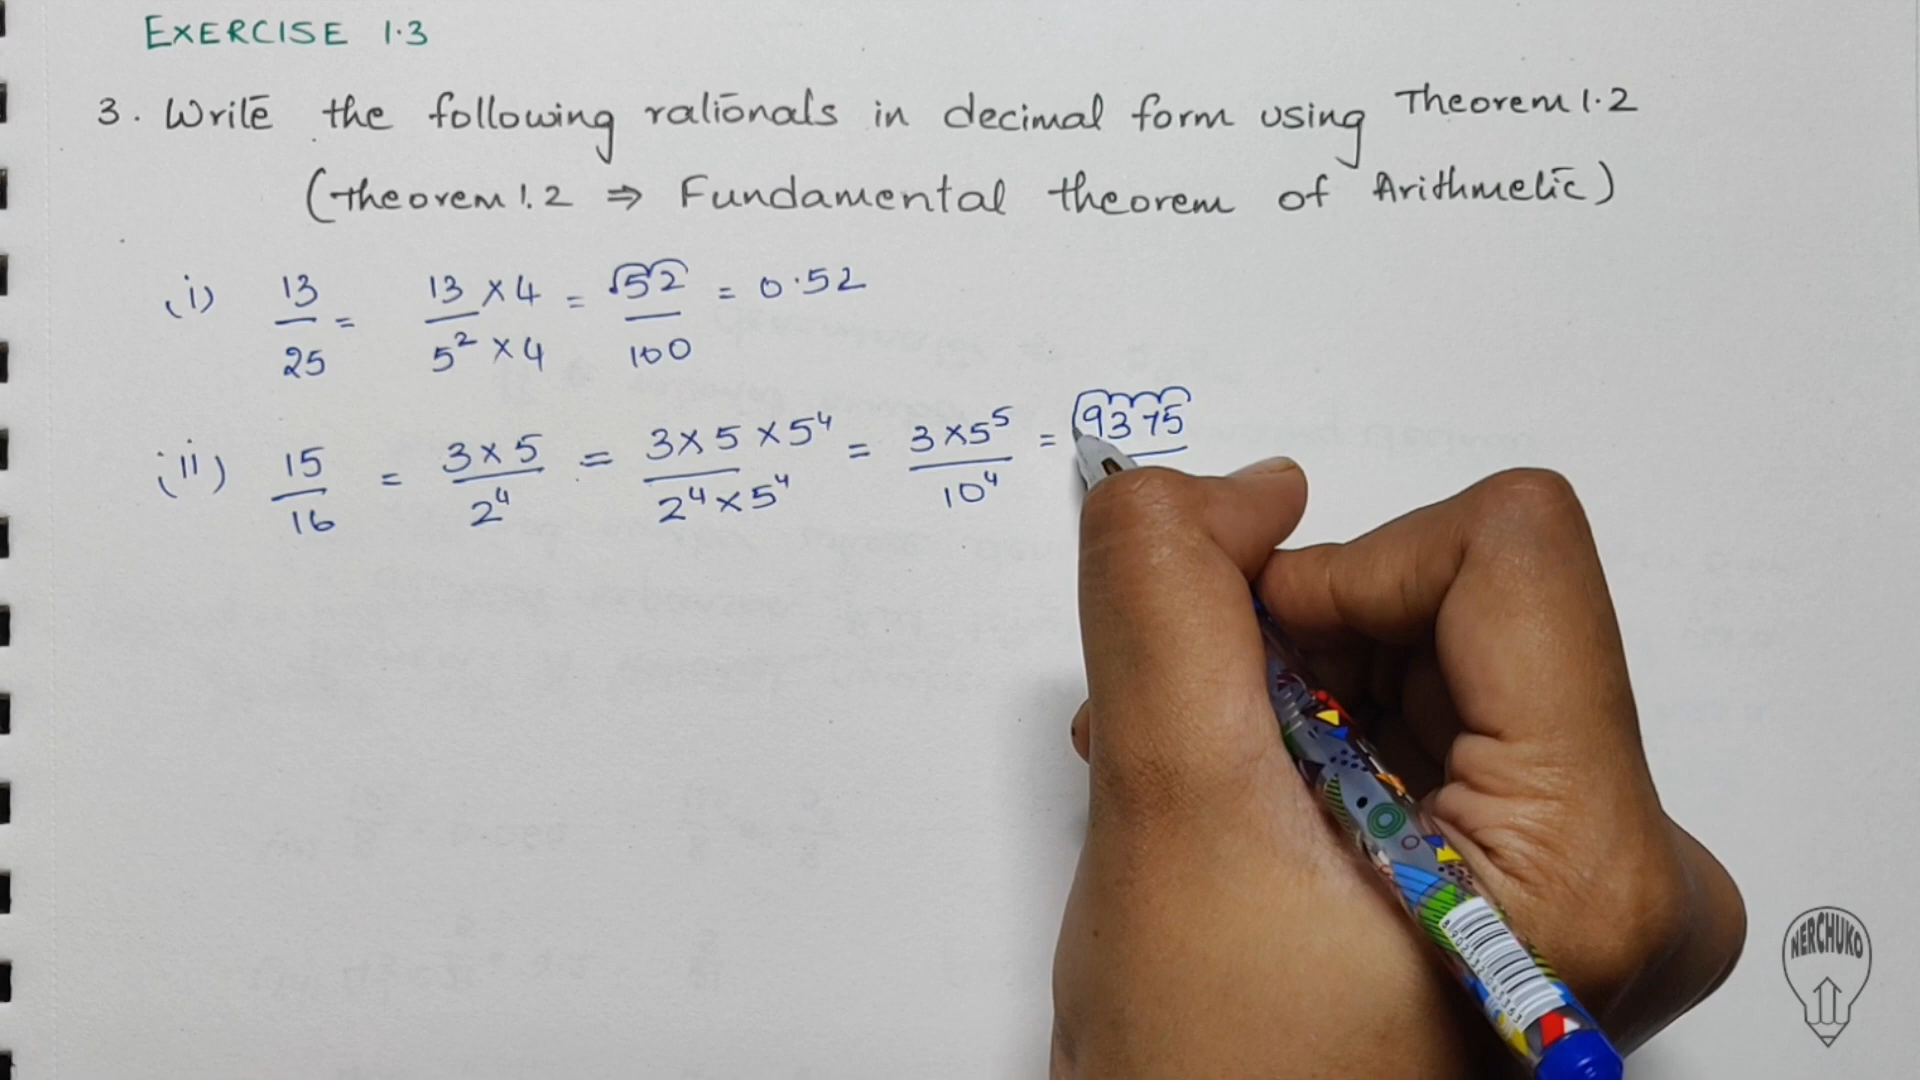 EXERCISE 1.3
3. Write the following rationals in decimal form using Theorem 1.2
(Theorem 1.2 ⇒ Fundamental theorem of Arithmetic)
(i) 13/25 = 13 × 4 / 5² × 4 = 52/100 = 0.52
(ii) 15/16 = 3 × 5 / 2⁴ = 3 × 5 × 5⁴ / 2⁴ × 5⁴ = 3 × 5⁵ / 10⁴ = 9375
NERCHUKO